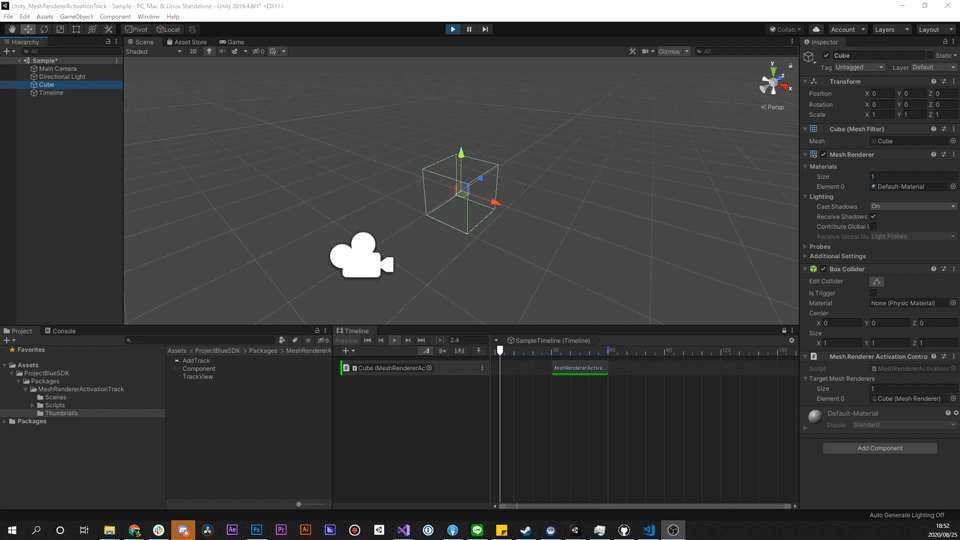 Unity_MeshRendererActivationTrack - Sample - PC, Mac & Linux Standalone - Unity 2019.4.8f1* <DX11>
File Edit Assets GameObject Component Window Help
Pivot Local Collab Account Layers Layout
Hierarchy
All
Sample*
Main Camera
Directional Light
Cube
Timeline
Scene Asset Store Game
Shaded 2D 0 Gizmos All
y
z
x
Persp
Inspector
Cube Static
Tag Untagged Layer Default
Transform
Position X 0 Y 0 Z 0
Rotation X 0 Y 0 Z 0
Scale X 1 Y 1 Z 1
Cube (Mesh Filter)
Mesh Cube
Mesh Renderer
Materials
Size 1
Element 0 Default-Material
Lighting
Cast Shadows On
Receive Shadows
Contribute Global I
Receive Global Illu Light Probes
Probes
Additional Settings
Box Collider
Edit Collider
Is Trigger
Material None (Physic Material)
Center
X 0 Y 0 Z 0
Size
X 1 Y 1 Z 1
Mesh Renderer Activation Contro
Script MeshRendererActivation
Target Mesh Renderers
Size 1
Element 0 Cube (Mesh Renderer)
Default-Material
Shader Standard
Add Component
Project Console
Favorites
Assets
ProjectBlueSDK
Packages
MeshRendererActivationTrack
Scenes
Scripts
Thumbnails
Packages
Assets > ProjectBlueSDK > Packages > MeshRendererA
AddTrack
Component
TrackView
Timeline
Preview 2.4 SampleTimeline (Timeline)
Cube (MeshRendererAc
MeshRendererActiva...
Auto Generate Lighting Off
18:52
2020/08/25